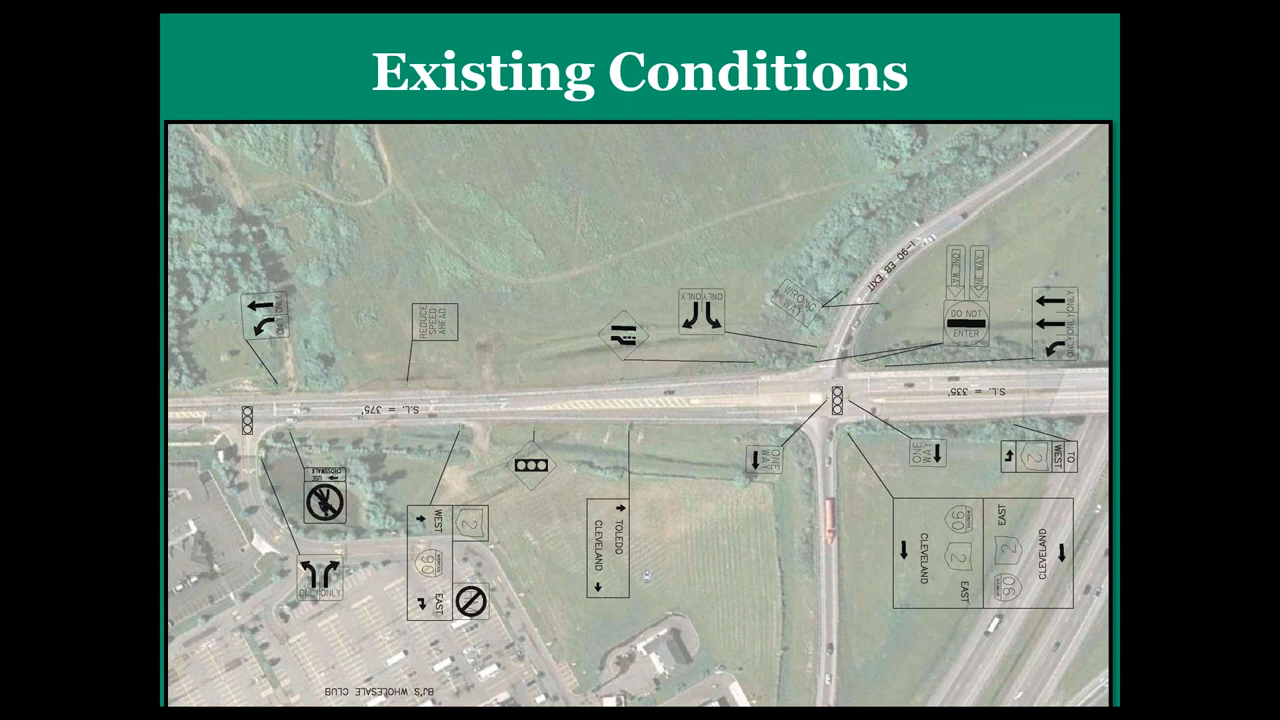 Existing Conditions
I-90 EB EXIT
ONE WAY
ONE WAY
DO NOT
ENTER
WRONG
WAY
ONLY
ONLY
ONLY
ONLY
ONLY
ONLY
ONLY
REDUCE
SPEED
AHEAD
S.L. = 375'
S.L. = 335'
USE
CROSSWALK
ONE
WAY
ONE
WAY
TO
WEST
2
WEST
2
90
EAST
TOLEDO
CLEVELAND
EAST
2
90
CLEVELAND
90
2
EAST
CLEVELAND
ONLY
ONLY
BJ'S WHOLESALE CLUB